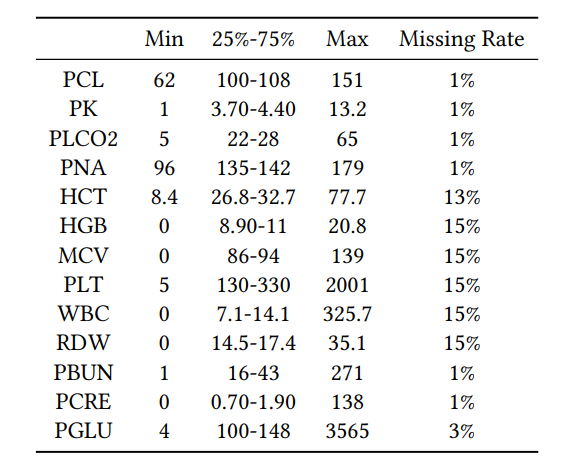 Min 25%-75% Max Missing Rate
PCL 62 100-108 151 1%
PK 1 3.70-4.40 13.2 1%
PLCO2 5 22-28 65 1%
PNA 96 135-142 179 1%
HCT 8.4 26.8-32.7 77.7 13%
HGB 0 8.90-11 20.8 15%
MCV 0 86-94 139 15%
PLT 5 130-330 2001 15%
WBC 0 7.1-14.1 325.7 15%
RDW 0 14.5-17.4 35.1 15%
PBUN 1 16-43 271 1%
PCRE 0 0.70-1.90 138 1%
PGLU 4 100-148 3565 3%